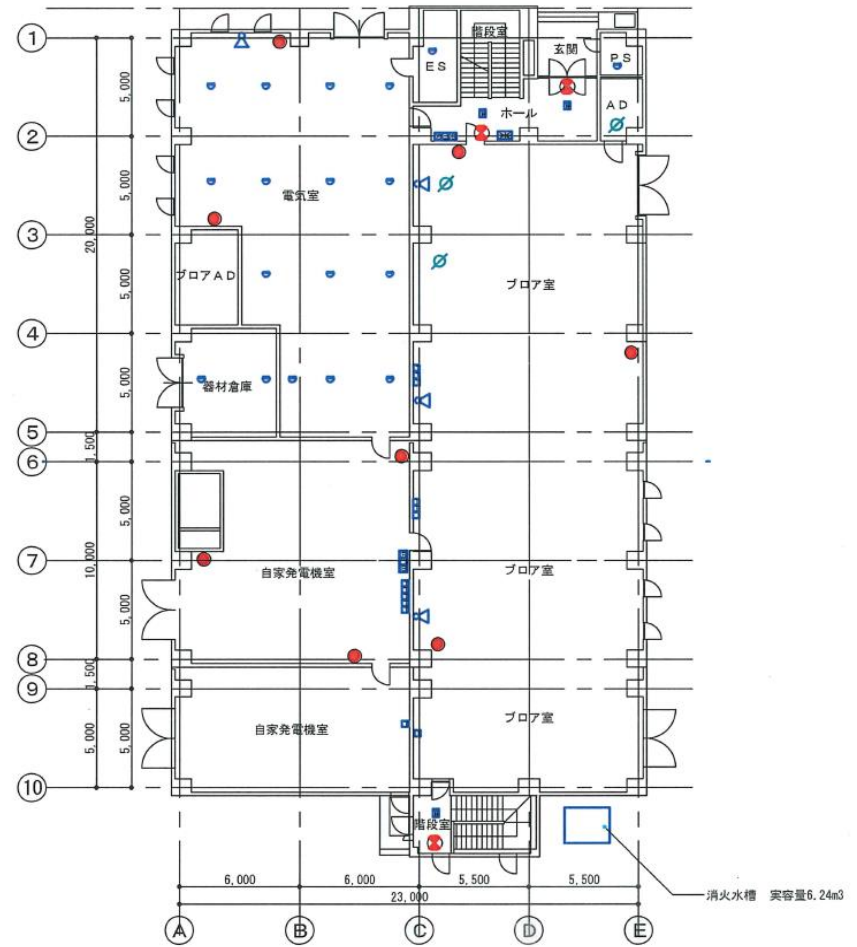 階段室
玄関
PS
ES
①
5,000
ホール
AD
②
電気室
5,000
20,000
③
ブロアAD
ブロア室
5,000
④
器材倉庫
5,000
⑤
1,500
⑥
5,000
⑦
10,000
自家発電機室
ブロア室
5,000
⑧
1,500
⑨
自家発電機室
ブロア室
5,000
5,000
⑩
階段室
6,000
6,000
5,500
5,500
消火水槽 実容量6.24m3
23,000
A
B
C
D
E